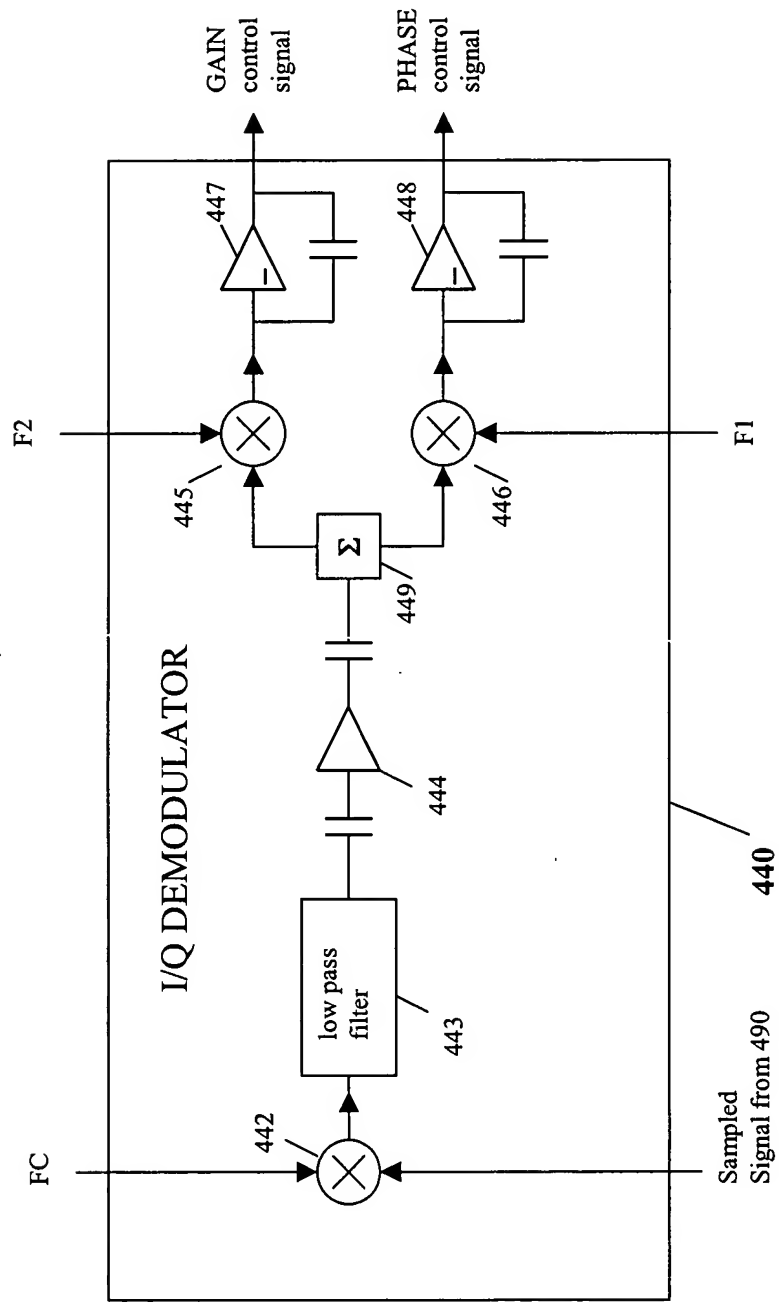 I/Q DEMODULATOR
FC
442
Sampled
Signal from 490
low pass
filter
443
444
Σ
449
F2
445
446
F1
447
448
GAIN
control
signal
PHASE
control
signal
440